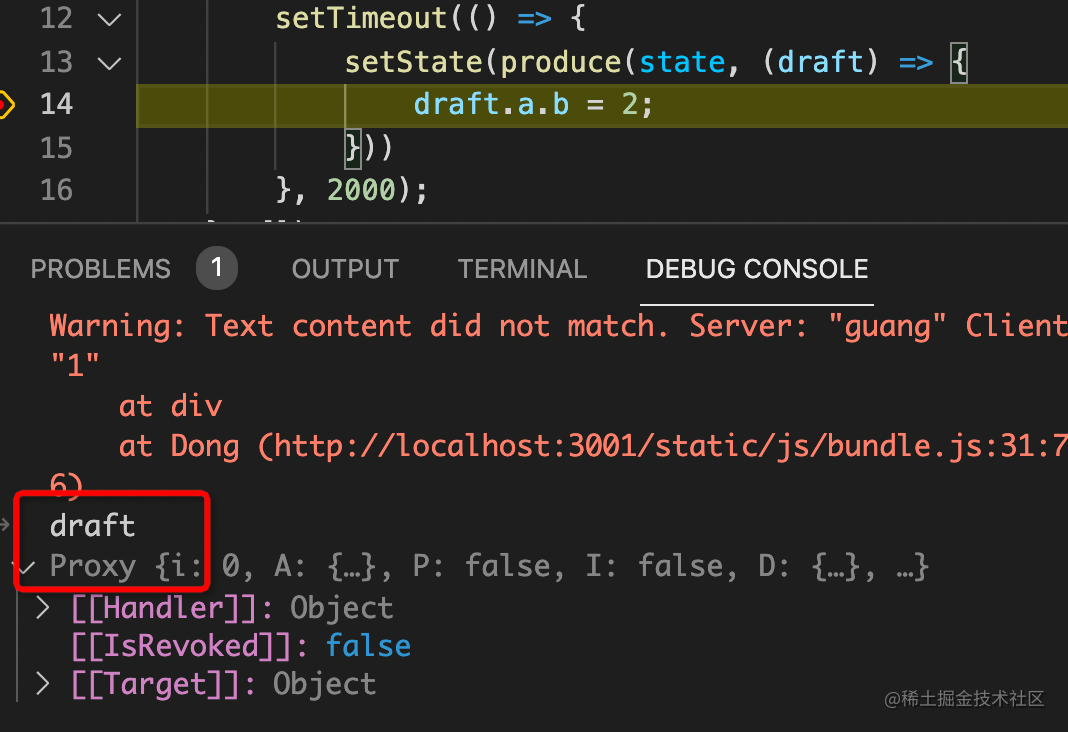 12 setTimeout(() => {
13 setState(produce(state, (draft) => {
14 draft.a.b = 2;
15 }))
16 }, 2000);
PROBLEMS 1 OUTPUT TERMINAL DEBUG CONSOLE
Warning: Text content did not match. Server: "guang" Client
"1"
at div
at Dong (http://localhost:3001/static/js/bundle.js:31:7
6)
draft
Proxy {i: 0, A: {…}, P: false, I: false, D: {…}, …}
[[Handler]]: Object
[[IsRevoked]]: false
[[Target]]: Object
@稀土掘金技术社区